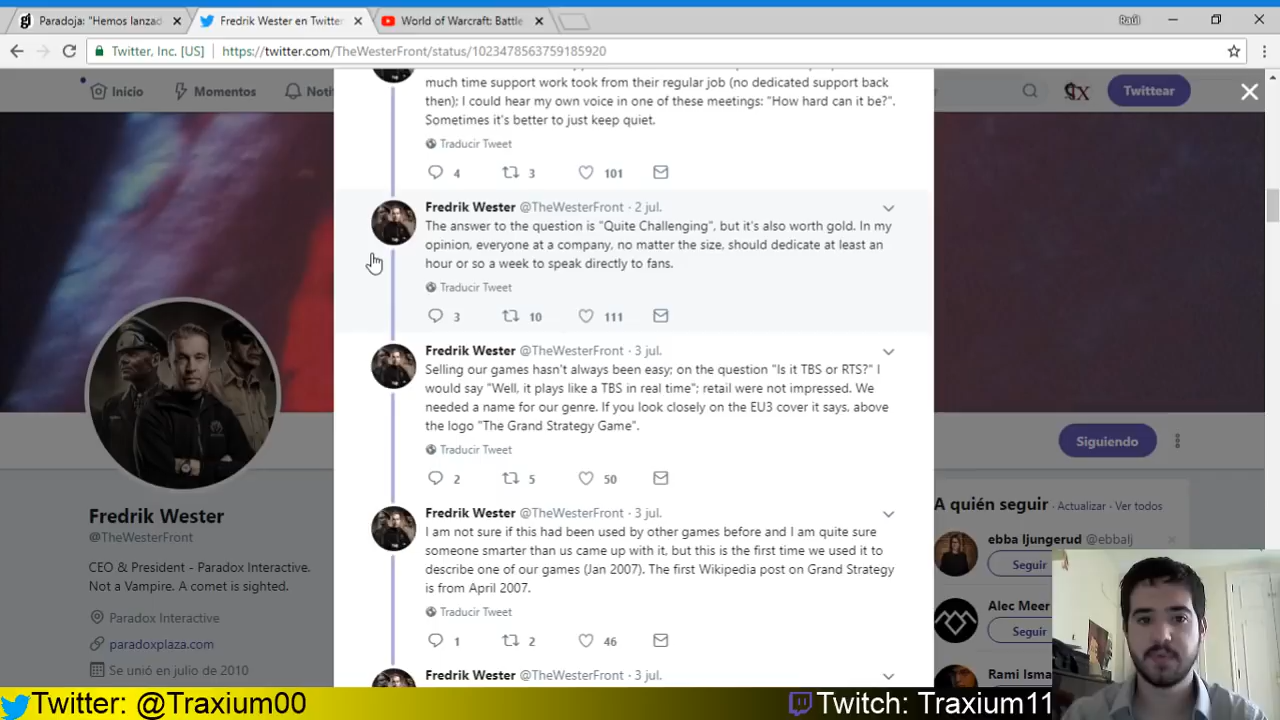 Paradoja: "Hemos lanzad
Fredrik Wester en Twitter
World of Warcraft: Battle
Raúl
Twitter, Inc. [US]
https://twitter.com/TheWesterFront/status/1023478563759185920
Inicio
Momentos
Noti
Twittear
much time support work took from their regular job (no dedicated support back
then); I could hear my own voice in one of these meetings: "How hard can it be?".
Sometimes it's better to just keep quiet.
Traducir Tweet
4 3 101
Fredrik Wester @TheWesterFront · 2 jul.
The answer to the question is "Quite Challenging", but it's also worth gold. In my
opinion, everyone at a company, no matter the size, should dedicate at least an
hour or so a week to speak directly to fans.
Traducir Tweet
3 10 111
Fredrik Wester @TheWesterFront · 3 jul.
Selling our games hasn't always been easy; on the question "Is it TBS or RTS?" I
would say "Well, it plays like a TBS in real time"; retail were not impressed. We
needed a name for our genre. If you look closely on the EU3 cover it says. above
the logo "The Grand Strategy Game".
Traducir Tweet
2 5 50
Fredrik Wester @TheWesterFront · 3 jul.
I am not sure if this had been used by other games before and I am quite sure
someone smarter than us came up with it, but this is the first time we used it to
describe one of our games (Jan 2007). The first Wikipedia post on Grand Strategy
is from April 2007.
Traducir Tweet
1 2 46
Fredrik Wester @TheWesterFront · 3 jul.
Fredrik Wester
@TheWesterFront
CEO & President - Paradox Interactive.
Not a Vampire. A comet is sighted.
Paradox Interactive
paradoxplaza.com
Se unió en julio de 2010
Siguiendo
A quién seguir · Actualizar · Ver todos
ebba ljungerud @ebbalj
Seguir
Alec Meer
Seguir
Rami Isma
Twitter: @Traxium00
Twitch: Traxium11